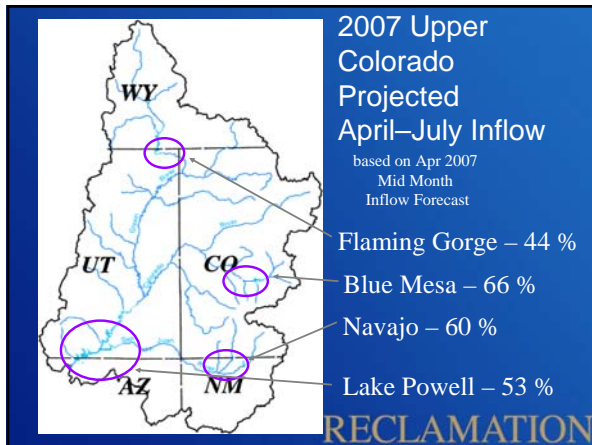 2007 Upper
Colorado
Projected
April–July Inflow
based on Apr 2007
Mid Month
Inflow Forecast
WY
Flaming Gorge – 44 %
UT
CO
Blue Mesa – 66 %
Navajo – 60 %
AZ
NM
Lake Powell – 53 %
RECLAMATION